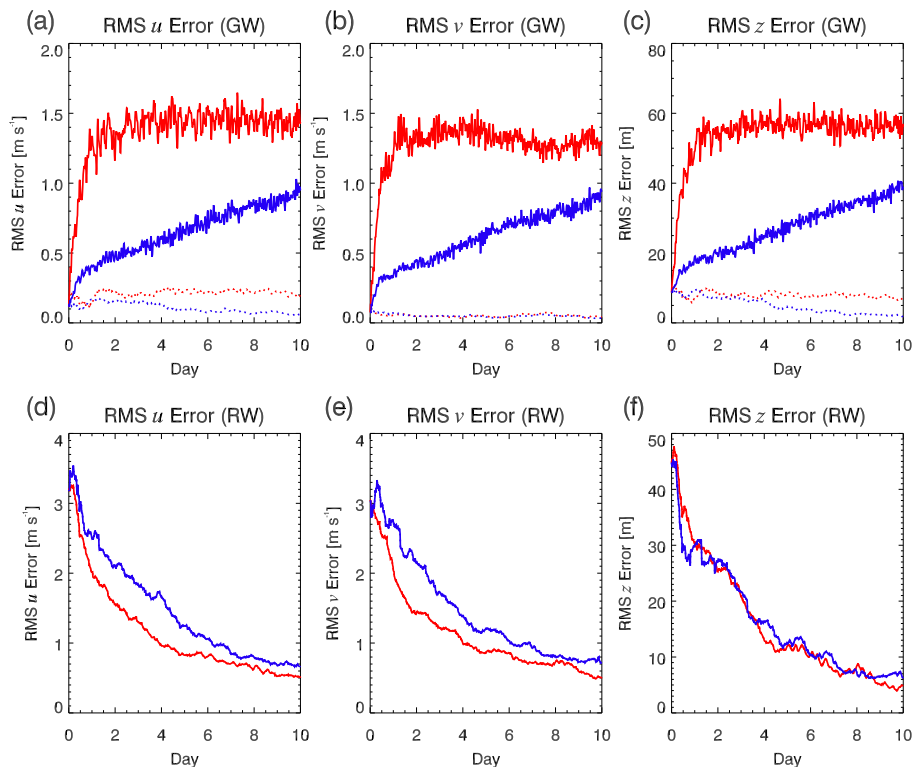 (a) (b) (c)
RMS u Error (GW) RMS v Error (GW) RMS z Error (GW)
2.0 2.0 80
1.5 1.5 60
1.0 1.0 40
0.5 0.5 20
0.0 0.0 0
RMS u Error [m s⁻¹] RMS v Error [m s⁻¹] RMS z Error [m]
0 2 4 6 8 10 0 2 4 6 8 10 0 2 4 6 8 10
Day Day Day
(d) (e) (f)
RMS u Error (RW) RMS v Error (RW) RMS z Error (RW)
4 4 50
3 3 40
2 2 30
1 1 20
0 0 10
0
RMS u Error [m s⁻¹] RMS v Error [m s⁻¹] RMS z Error [m]
0 2 4 6 8 10 0 2 4 6 8 10 0 2 4 6 8 10
Day Day Day